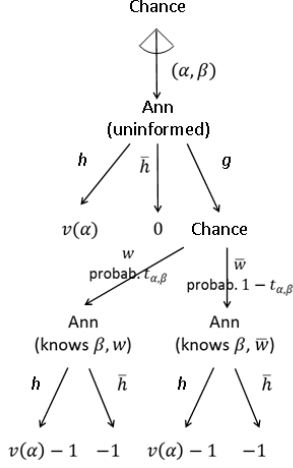 Chance
(α, β)
Ann
(uninformed)
h h̅ g
v(α) 0 Chance
w w̅
probab. t_{α,β} probab. 1 − t_{α,β}
Ann Ann
(knows β, w) (knows β, w̅)
h h̅ h h̅
v(α) − 1 −1 v(α) − 1 −1